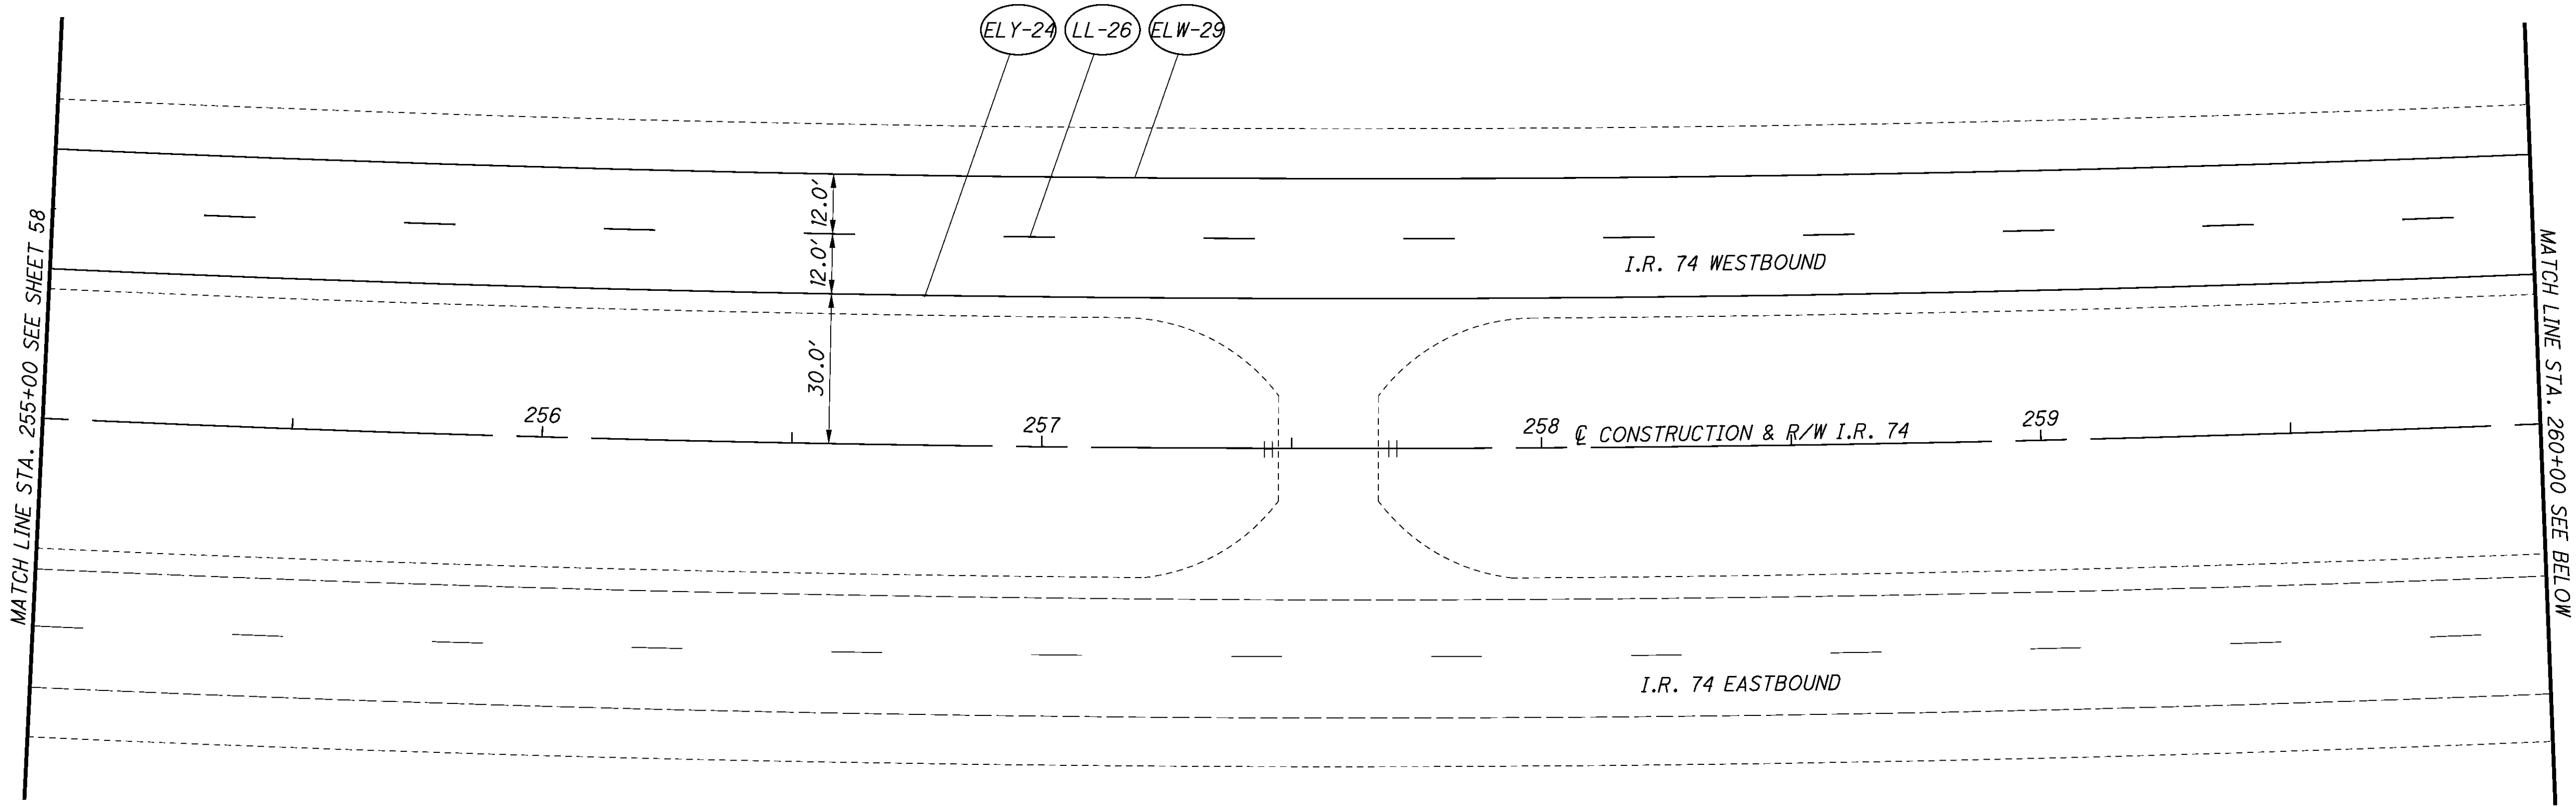 ELY-24 LL-26 ELW-29
MATCH LINE STA. 255+00 SEE SHEET 58
12.0'
12.0'
30.0'
I.R. 74 WESTBOUND
256 257 258 259
℄ CONSTRUCTION & R/W I.R. 74
I.R. 74 EASTBOUND
MATCH LINE STA. 260+00 SEE BELOW